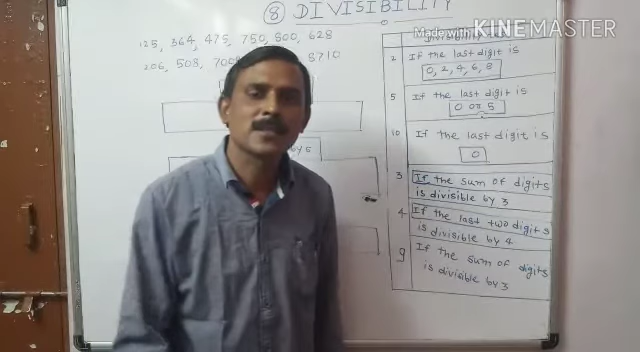 ⑧ DIVISIBILITY
Made with KINEMASTER
125, 364, 475, 750, 800, 628
206, 508, 5710
by 5
2 If the last digit is
0, 2, 4, 6, 8
5 If the last digit is
0 or 5
10 If the last digit is
0
3 If the sum of digits
is divisible by 3
4 If the last two digits
is divisible by 4
9 If the sum of digits
is divisible by 3